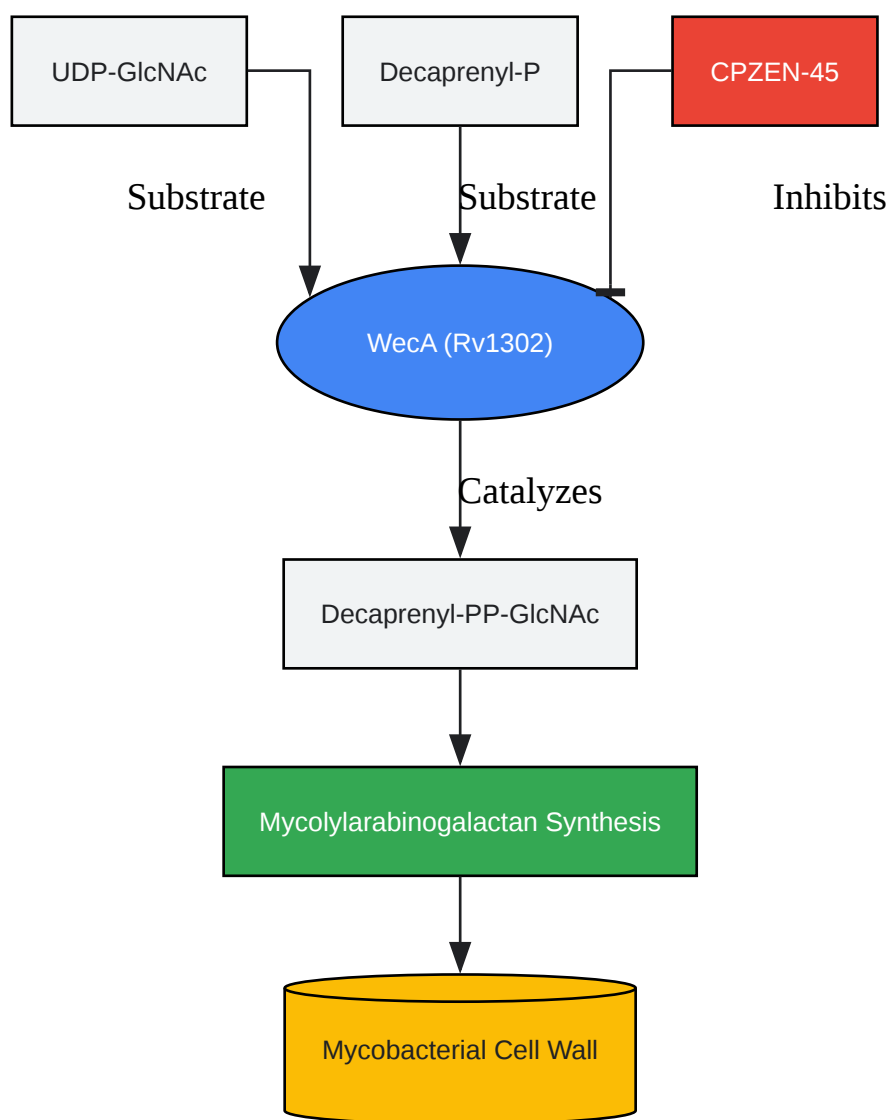 UDP-GlcNAc
Decaprenyl-P
CPZEN-45
Substrate
Substrate
Inhibits
WecA (Rv1302)
Catalyzes
Decaprenyl-PP-GlcNAc
Mycolylarabinogalactan Synthesis
Mycobacterial Cell Wall